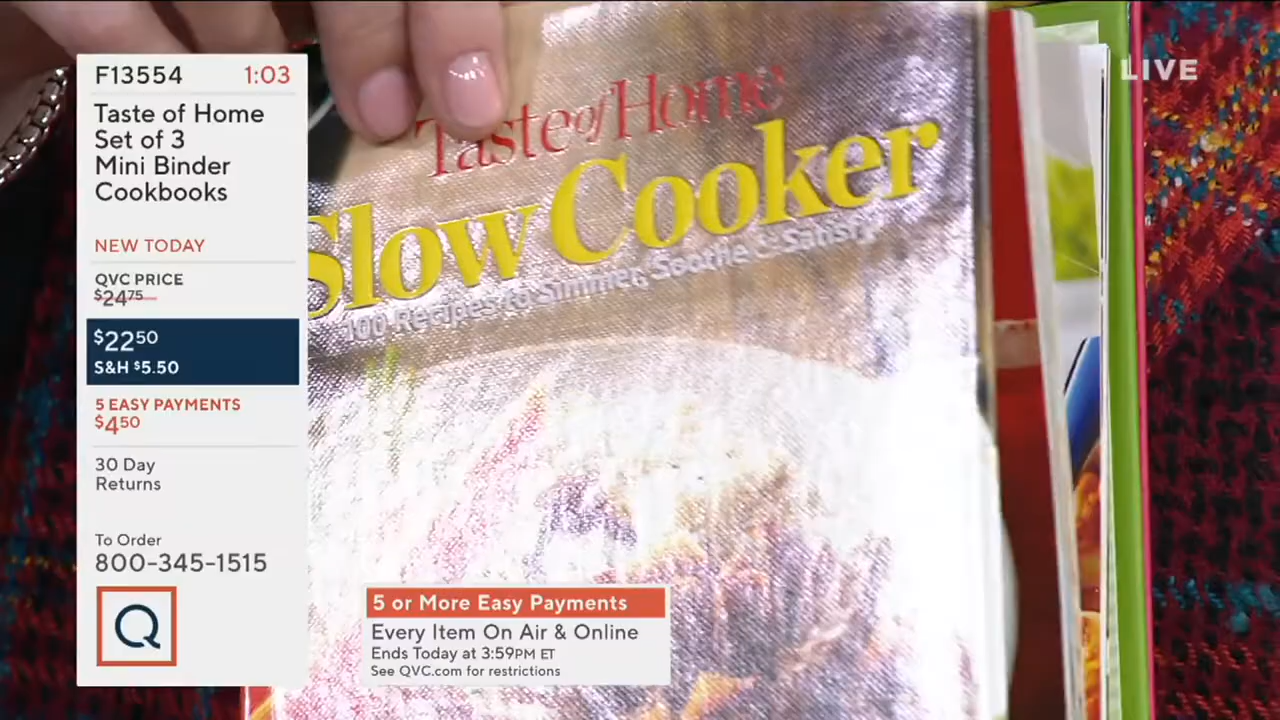 F13554 1:03
Taste of Home
Set of 3
Mini Binder
Cookbooks
NEW TODAY
QVC PRICE
$24.75
$22.50
S&H $5.50
5 EASY PAYMENTS
$4.50
30 Day
Returns
To Order
800-345-1515
Q
LIVE
Taste of Home
Slow Cooker
100 Recipes to Simmer, Soothe & Satisfy
5 or More Easy Payments
Every Item On Air & Online
Ends Today at 3:59PM ET
See QVC.com for restrictions